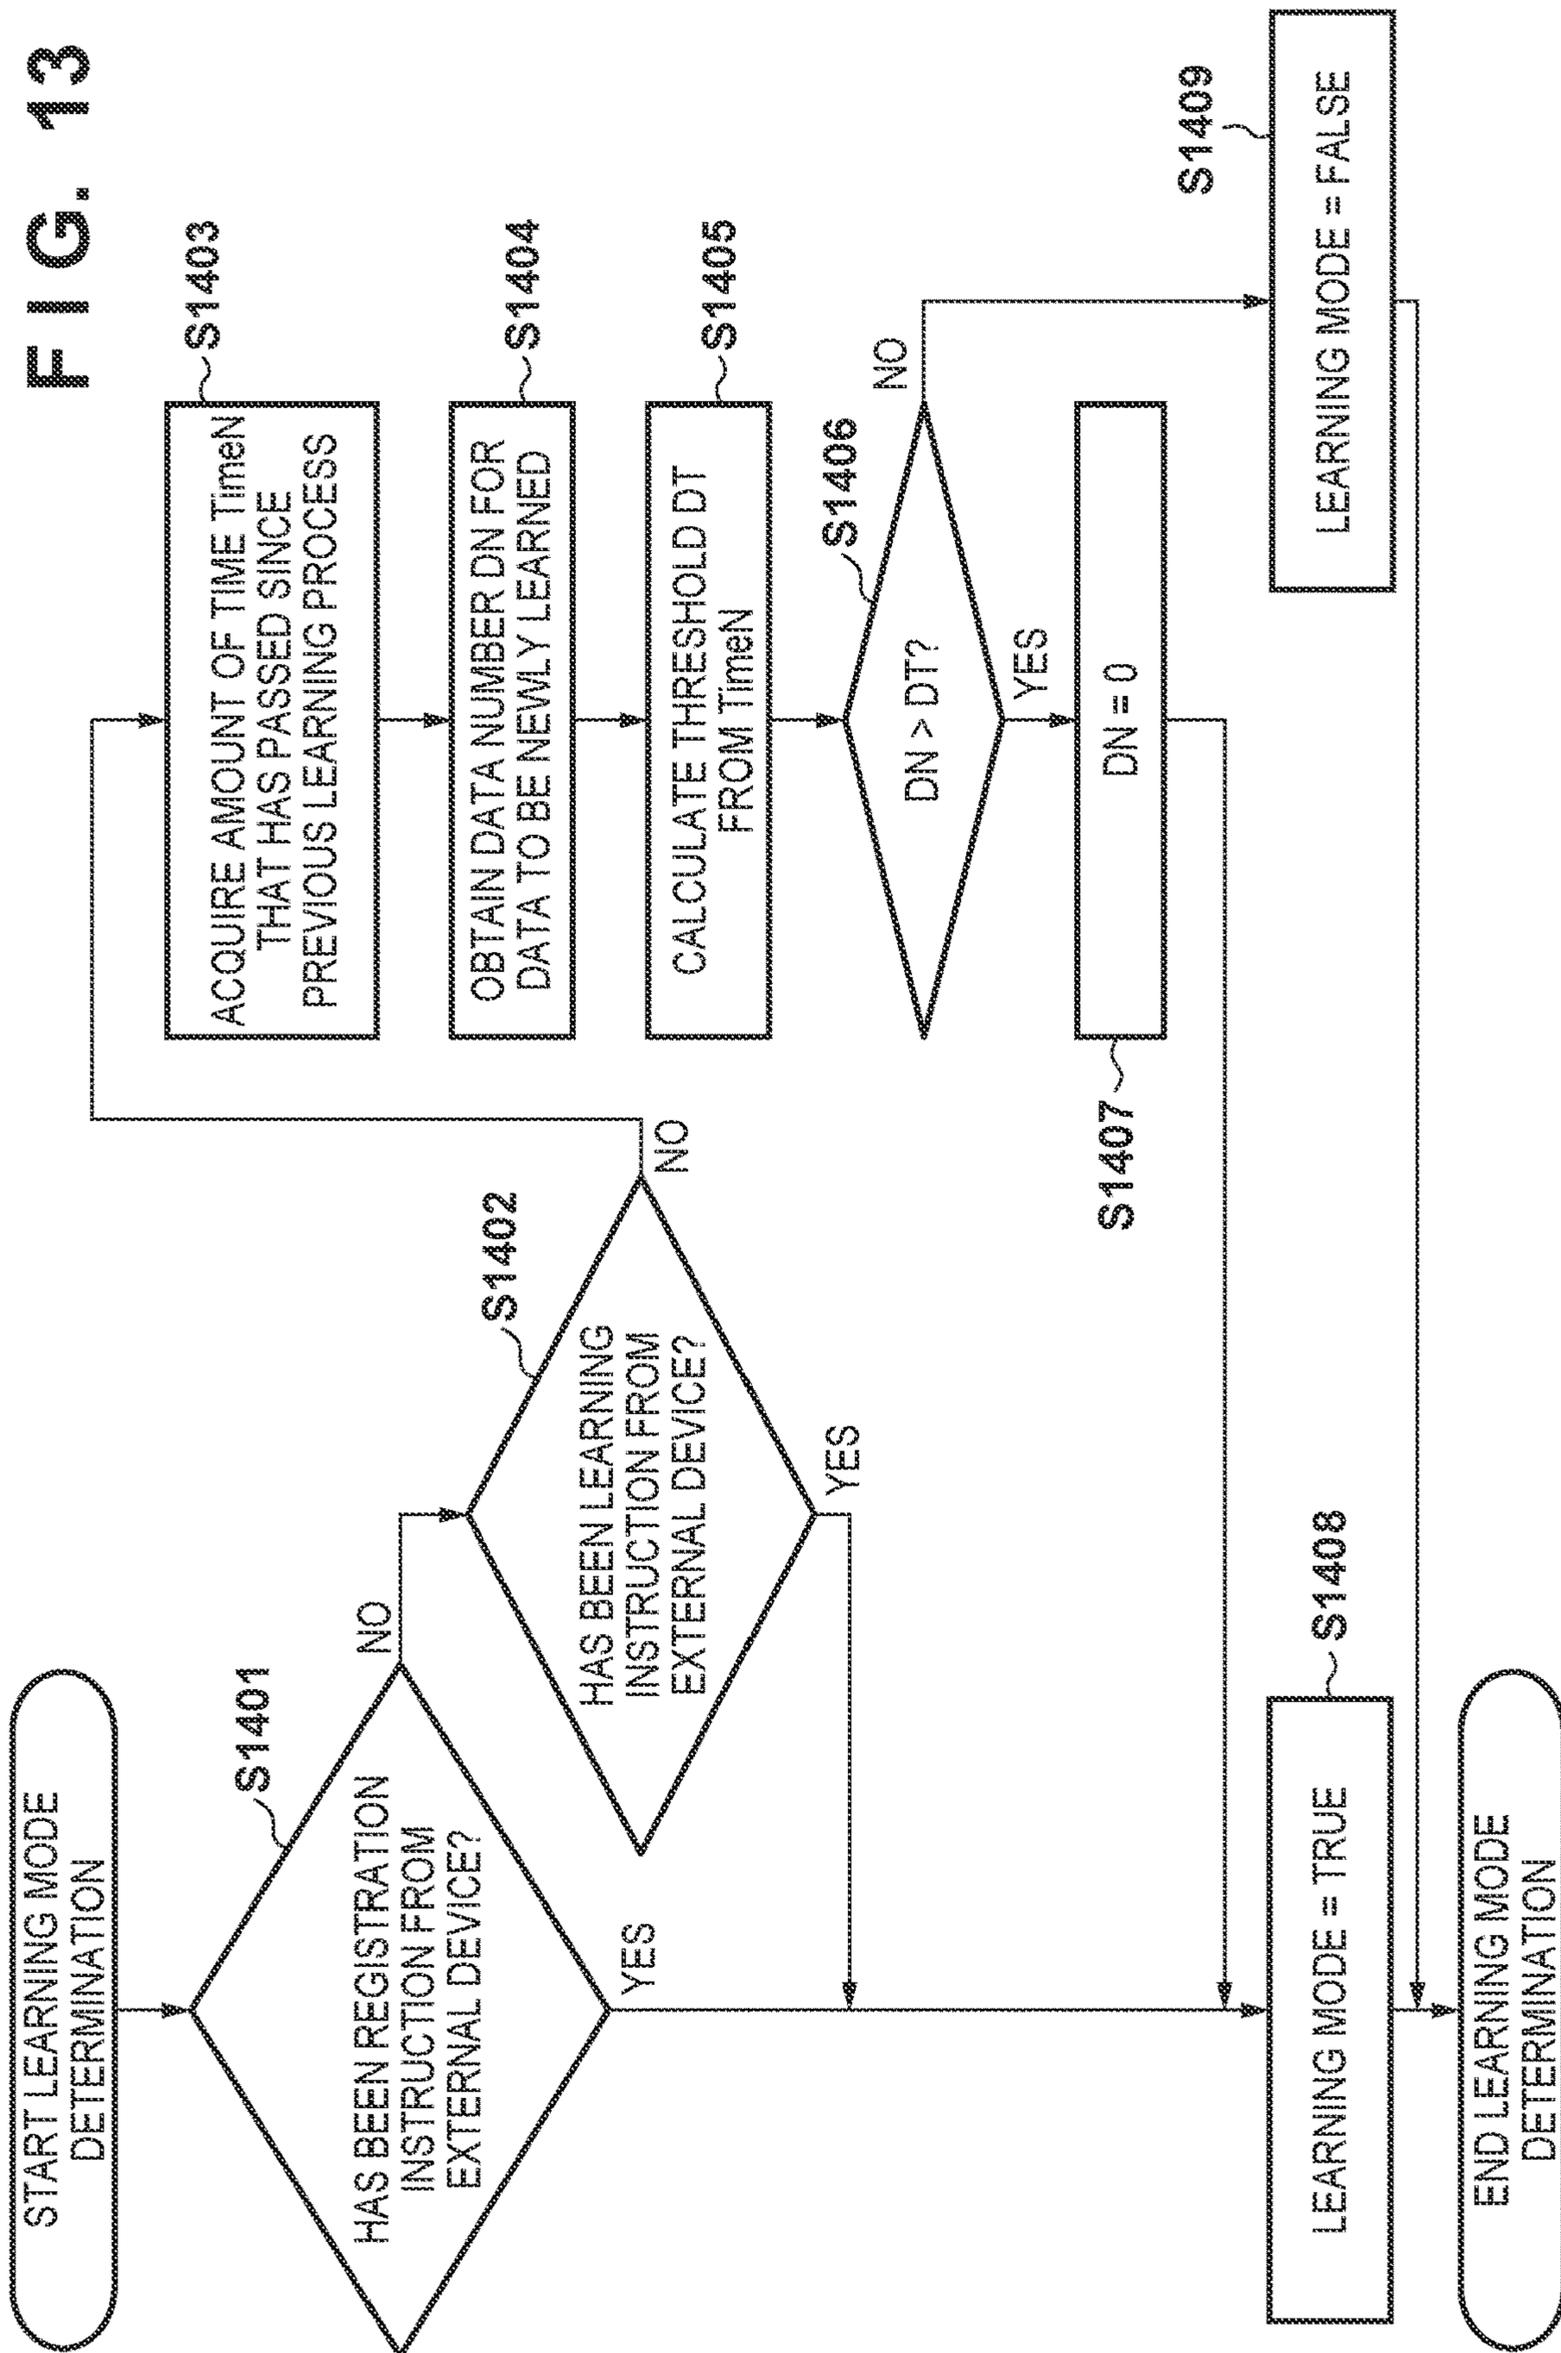 FIG. 13
START LEARNING MODE
DETERMINATION
S1401
HAS BEEN REGISTRATION
INSTRUCTION FROM
EXTERNAL DEVICE?
NO
YES
S1402
HAS BEEN LEARNING
INSTRUCTION FROM
EXTERNAL DEVICE?
NO
YES
S1403
ACQUIRE AMOUNT OF TIME TimeN
THAT HAS PASSED SINCE
PREVIOUS LEARNING PROCESS
S1404
OBTAIN DATA NUMBER DN FOR
DATA TO BE NEWLY LEARNED
S1405
CALCULATE THRESHOLD DT
FROM TimeN
S1406
DN > DT?
NO
YES
S1407
DN = 0
S1408
LEARNING MODE = TRUE
S1409
LEARNING MODE = FALSE
END LEARNING MODE
DETERMINATION